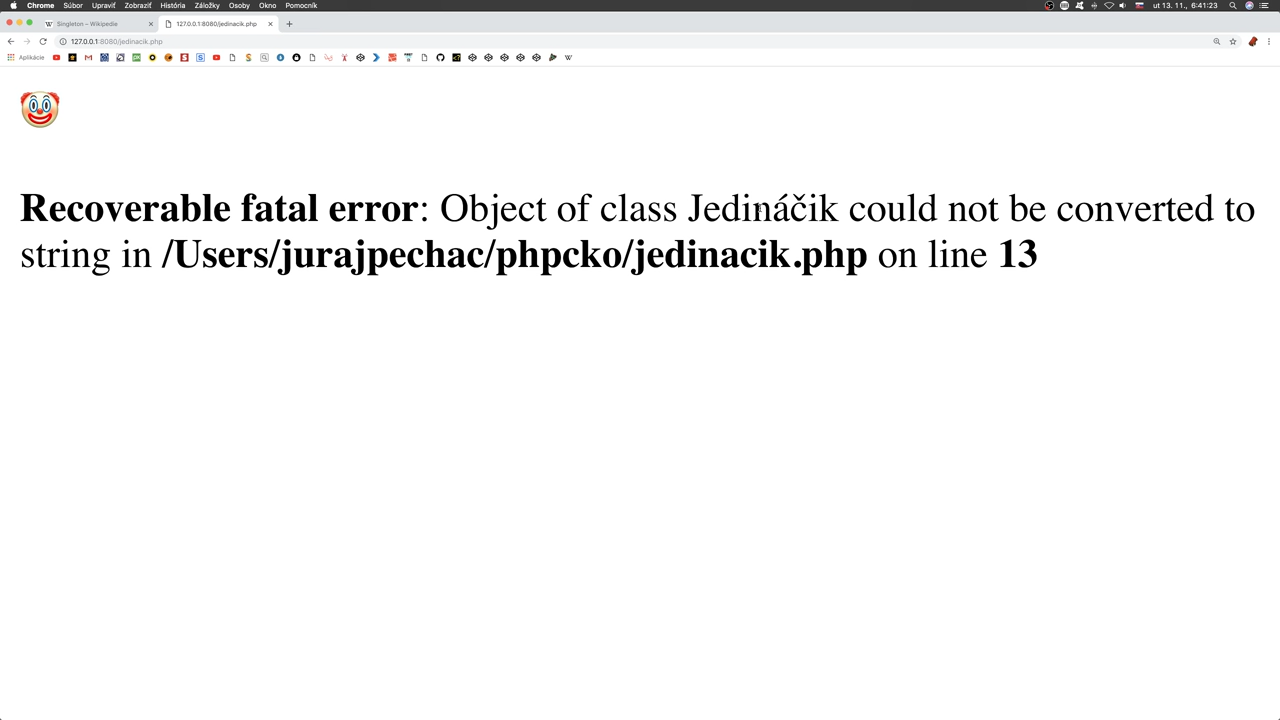 Chrome Súbor Upraviť Zobraziť História Záložky Osoby Okno Pomocník ut 13. 11., 6:41:23
Singleton – Wikipedie 127.0.0.1:8080/jedinacik.php
127.0.0.1:8080/jedinacik.php
Aplikácie
Recoverable fatal error: Object of class Jedináčik could not be converted to
string in /Users/jurajpechac/phpcko/jedinacik.php on line 13